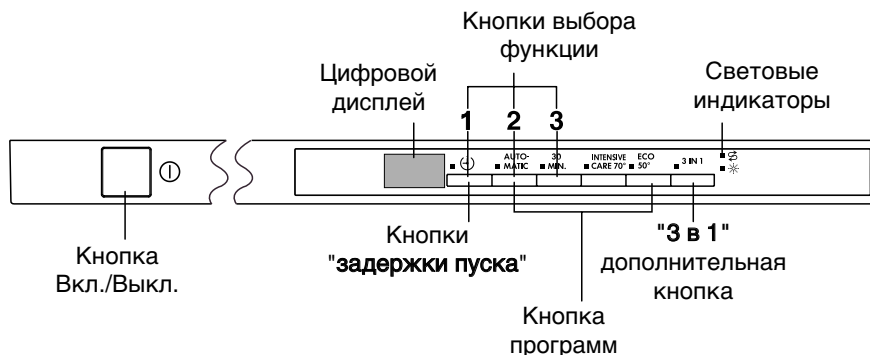 Кнопки выбора
функции
Цифровой
дисплей
Световые
индикаторы
1 2 3
AUTO-
MATIC
30
MIN.
INTENSIVE
CARE 70°
ECO
50°
3 IN 1
Кнопка
Вкл./Выкл.
Кнопки
"задержки пуска"
"3 в 1"
дополнительная
кнопка
Кнопка
программ